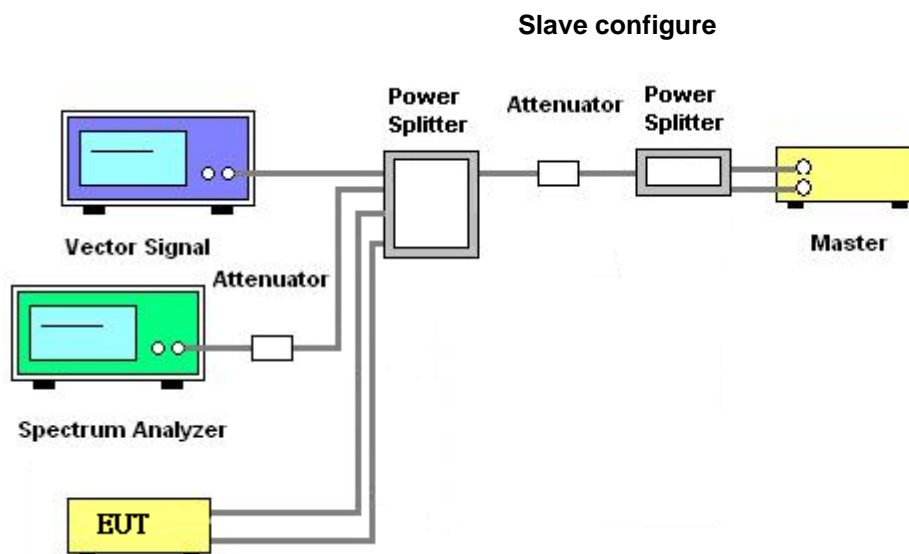 Slave configure
Power
Splitter
Attenuator
Power
Splitter
Vector Signal
Master
Attenuator
Spectrum Analyzer
EUT